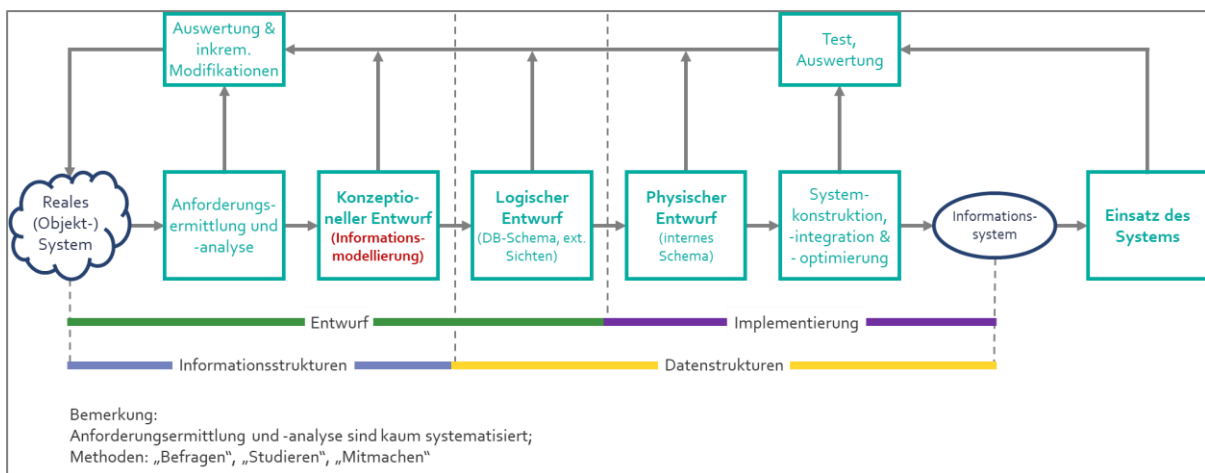 Auswertung &
inkrem.
Modifikationen
Test,
Auswertung
Reales
(Objekt-)
System
Anforderungs-
ermittlung und
-analyse
Konzeptio-
neller Entwurf
(Informations-
modellierung)
Logischer
Entwurf
(DB-Schema, ext.
Sichten)
Physischer
Entwurf
(internes
Schema)
System-
konstruktion,
-integration &
- optimierung
Informations-
system
Einsatz des
Systems
Entwurf
Implementierung
Informationsstrukturen
Datenstrukturen
Bemerkung:
Anforderungsermittlung und -analyse sind kaum systematisiert;
Methoden: „Befragen“, „Studieren“, „Mitmachen“